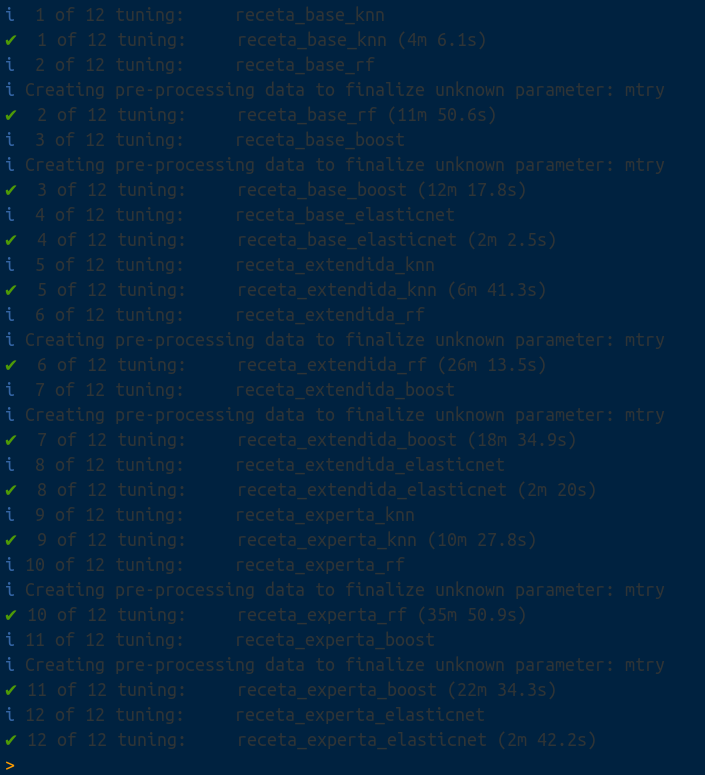 i  1 of 12 tuning:     receta_base_knn
✔  1 of 12 tuning:     receta_base_knn (4m 6.1s)
i  2 of 12 tuning:     receta_base_rf
i Creating pre-processing data to finalize unknown parameter: mtry
✔  2 of 12 tuning:     receta_base_rf (11m 50.6s)
i  3 of 12 tuning:     receta_base_boost
i Creating pre-processing data to finalize unknown parameter: mtry
✔  3 of 12 tuning:     receta_base_boost (12m 17.8s)
i  4 of 12 tuning:     receta_base_elasticnet
✔  4 of 12 tuning:     receta_base_elasticnet (2m 2.5s)
i  5 of 12 tuning:     receta_extendida_knn
✔  5 of 12 tuning:     receta_extendida_knn (6m 41.3s)
i  6 of 12 tuning:     receta_extendida_rf
i Creating pre-processing data to finalize unknown parameter: mtry
✔  6 of 12 tuning:     receta_extendida_rf (26m 13.5s)
i  7 of 12 tuning:     receta_extendida_boost
i Creating pre-processing data to finalize unknown parameter: mtry
✔  7 of 12 tuning:     receta_extendida_boost (18m 34.9s)
i  8 of 12 tuning:     receta_extendida_elasticnet
✔  8 of 12 tuning:     receta_extendida_elasticnet (2m 20s)
i  9 of 12 tuning:     receta_experta_knn
✔  9 of 12 tuning:     receta_experta_knn (10m 27.8s)
i 10 of 12 tuning:     receta_experta_rf
i Creating pre-processing data to finalize unknown parameter: mtry
✔ 10 of 12 tuning:     receta_experta_rf (35m 50.9s)
i 11 of 12 tuning:     receta_experta_boost
i Creating pre-processing data to finalize unknown parameter: mtry
✔ 11 of 12 tuning:     receta_experta_boost (22m 34.3s)
i 12 of 12 tuning:     receta_experta_elasticnet
✔ 12 of 12 tuning:     receta_experta_elasticnet (2m 42.2s)
>